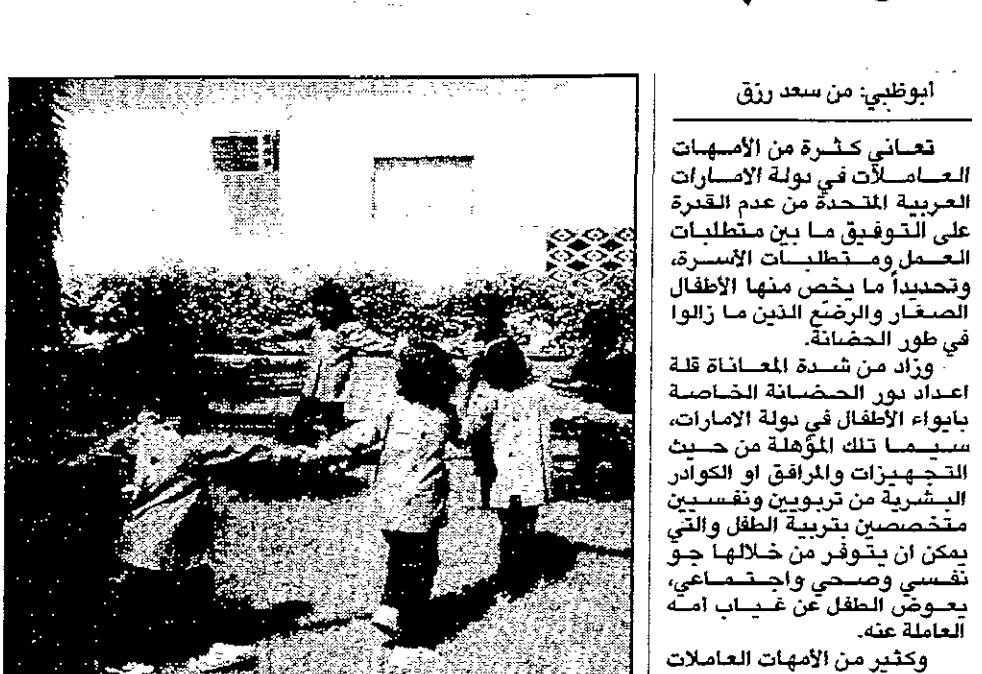 أبوظبي: من سعد رزق
تعاني كثرة من الأمهات
العاملات في دولة الامارات
العربية المتحدة من عدم القدرة
على التوفيق ما بين متطلبات
العمل ومتطلبات الأسرة،
وتحديداً ما يخص منها الأطفال
الصغار والرضّع الذين ما زالوا
في طور الحضانة.
وزاد من شدة المعاناة قلة
اعداد دور الحضانة الخاصة
بايواء الأطفال في دولة الامارات،
سيما تلك المؤهلة من حيث
التجهيزات والمرافق او الكوادر
البشرية من تربويين ونفسيين
متخصصين بتربية الطفل والتي
يمكن ان يتوفر من خلالها جو
نفسي وصحي واجتماعي،
يعوض الطفل عن غياب امه
العاملة عنه.
وكثير من الأمهات العاملات